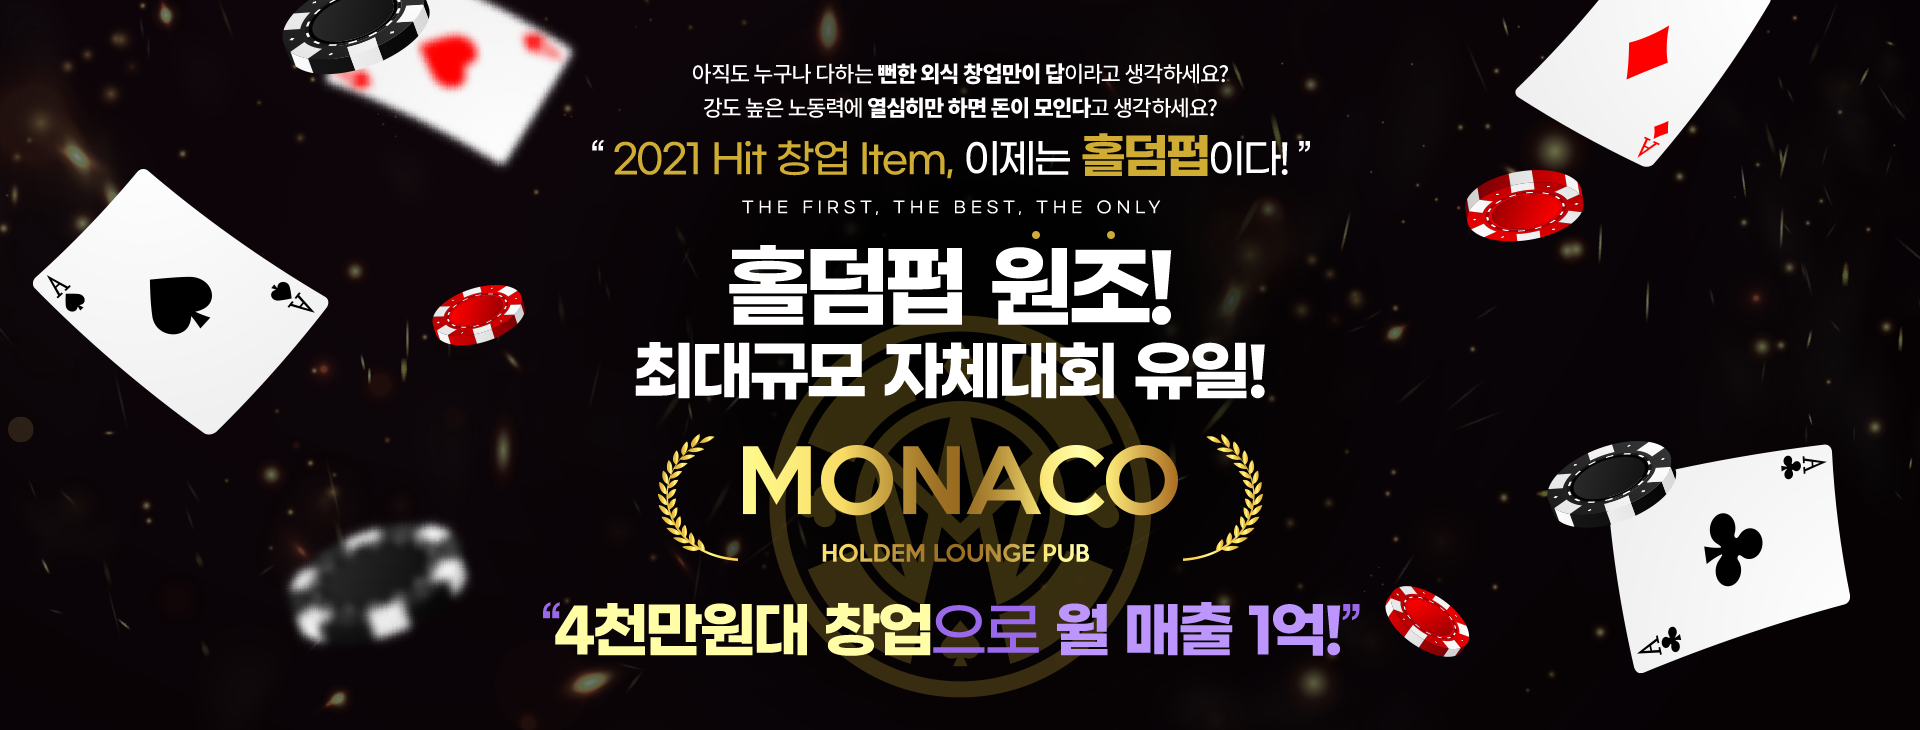 아직도 누구나 다하는 뻔한 외식 창업만이 답이라고 생각하세요?
강도 높은 노동력에 열심히만 하면 돈이 모인다고 생각하세요?
“ 2021 Hit 창업 Item, 이제는 홀덤펍이다! ”
THE FIRST, THE BEST, THE ONLY
홀덤펍 원조!
최대규모 자체대회 유일!
MONACO
HOLDEM LOUNGE PUB
“4천만원대 창업으로 월 매출 1억!”
A
A
A
A
A